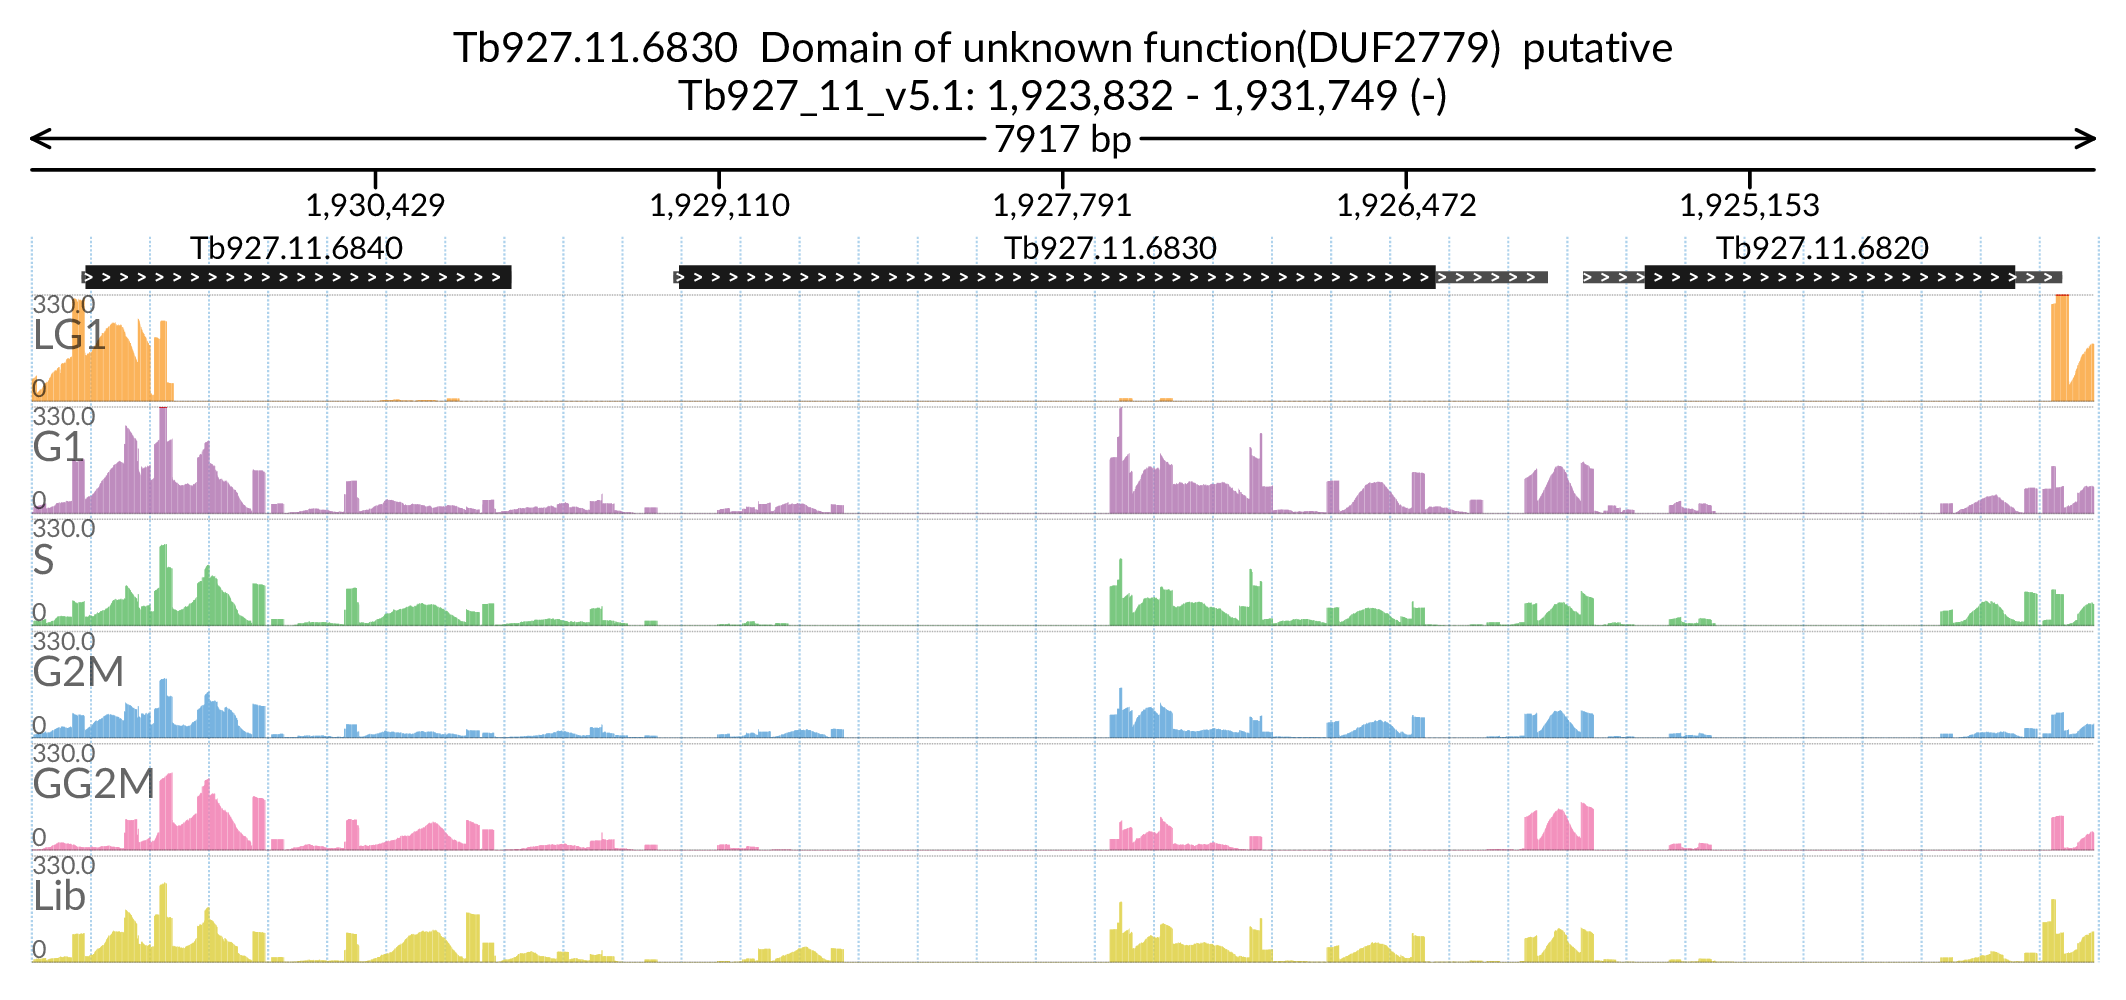 Tb927.11.6830  Domain of unknown function(DUF2779)  putative
Tb927_11_v5.1: 1,923,832 - 1,931,749 (-)
7917 bp
1,930,429 1,929,110 1,927,791 1,926,472 1,925,153
Tb927.11.6840 Tb927.11.6830 Tb927.11.6820
330.0
LG1
0
330.0
G1
0
330.0
S
0
330.0
G2M
0
330.0
GG2M
0
330.0
Lib
0